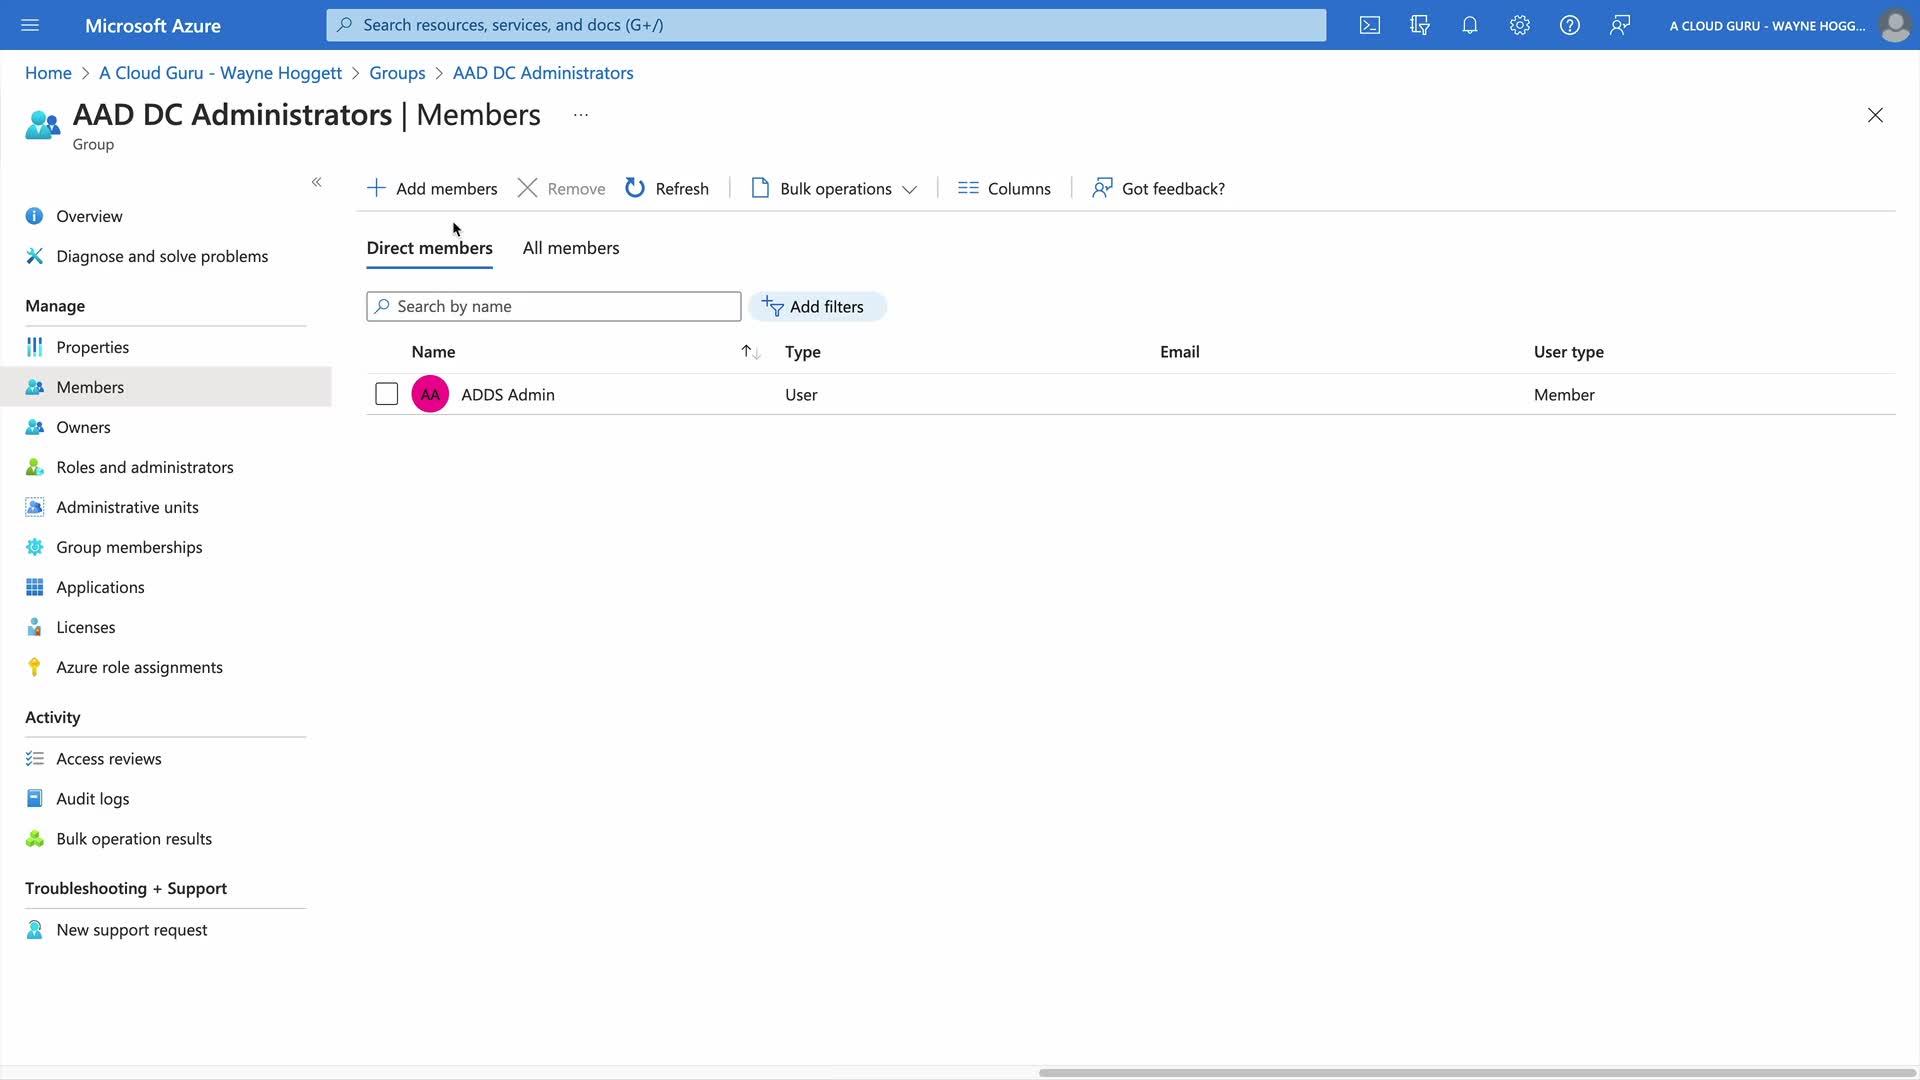 Microsoft Azure
Search resources, services, and docs (G+/)
A CLOUD GURU - WAYNE HOGG...
Home > A Cloud Guru - Wayne Hoggett > Groups > AAD DC Administrators
AAD DC Administrators | Members ...
Group
«
Add members
Remove
Refresh
Bulk operations
Columns
Got feedback?
Overview
Diagnose and solve problems
Manage
Properties
Members
Owners
Roles and administrators
Administrative units
Group memberships
Applications
Licenses
Azure role assignments
Activity
Access reviews
Audit logs
Bulk operation results
Troubleshooting + Support
New support request
Direct members
All members
Search by name
Add filters
Name Type Email User type
AA ADDS Admin User Member